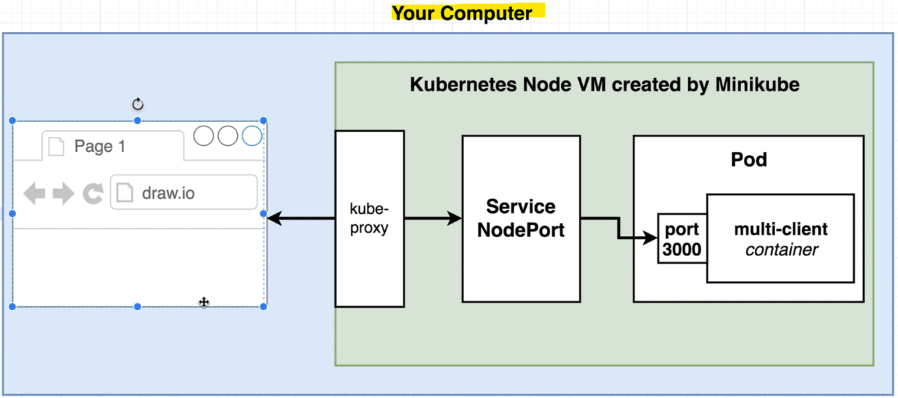 Your Computer
Kubernetes Node VM created by Minikube
Page 1
draw.io
kube-
proxy
Service
NodePort
Pod
port
3000
multi-client
container